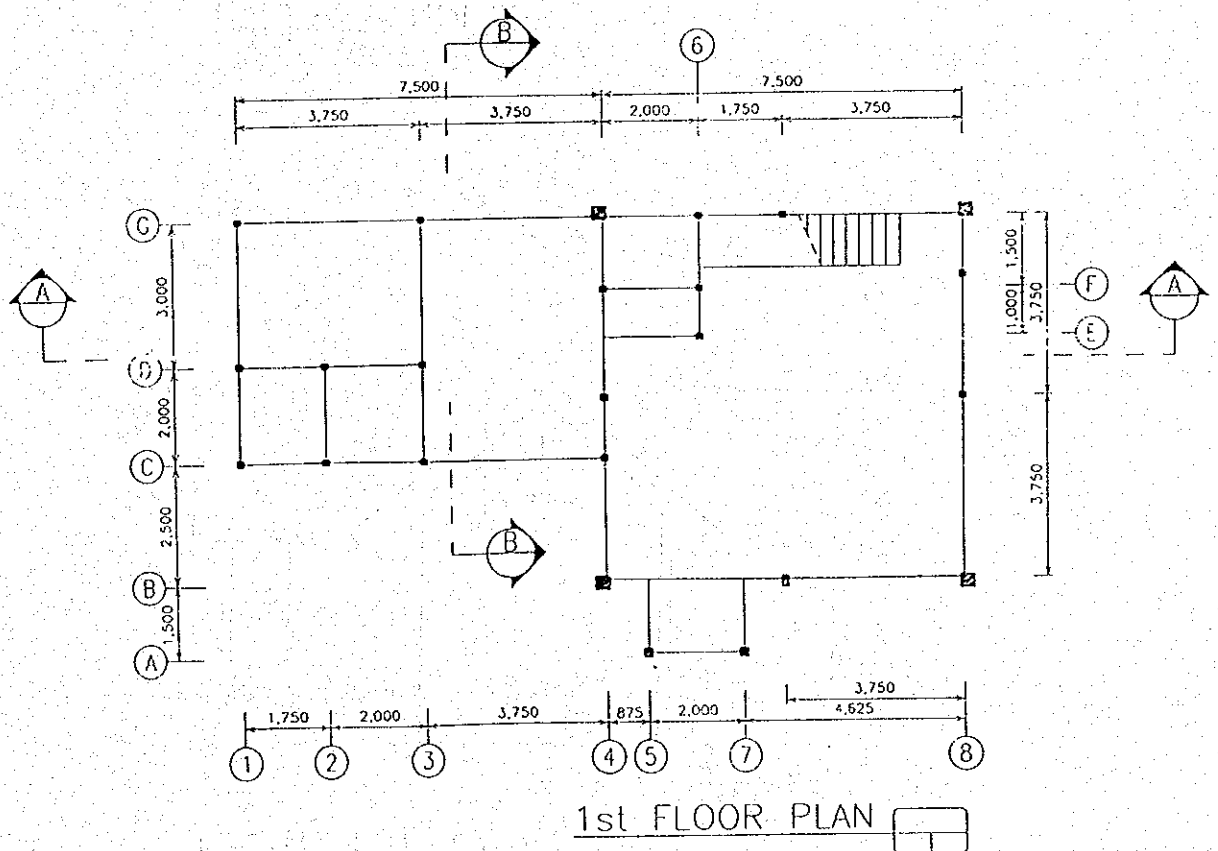 B
6
7,500 7,500
3,750 3,750 2,000 1,750 3,750
G
A
3,000
1,500
F
3,750
A
1,000
E
D
2,000
C
3,750
2,500
B
B
1,500
A
3,750
1,750 2,000 3,750 875 2,000 4,625
1 2 3 4 5 7 8
1st FLOOR PLAN